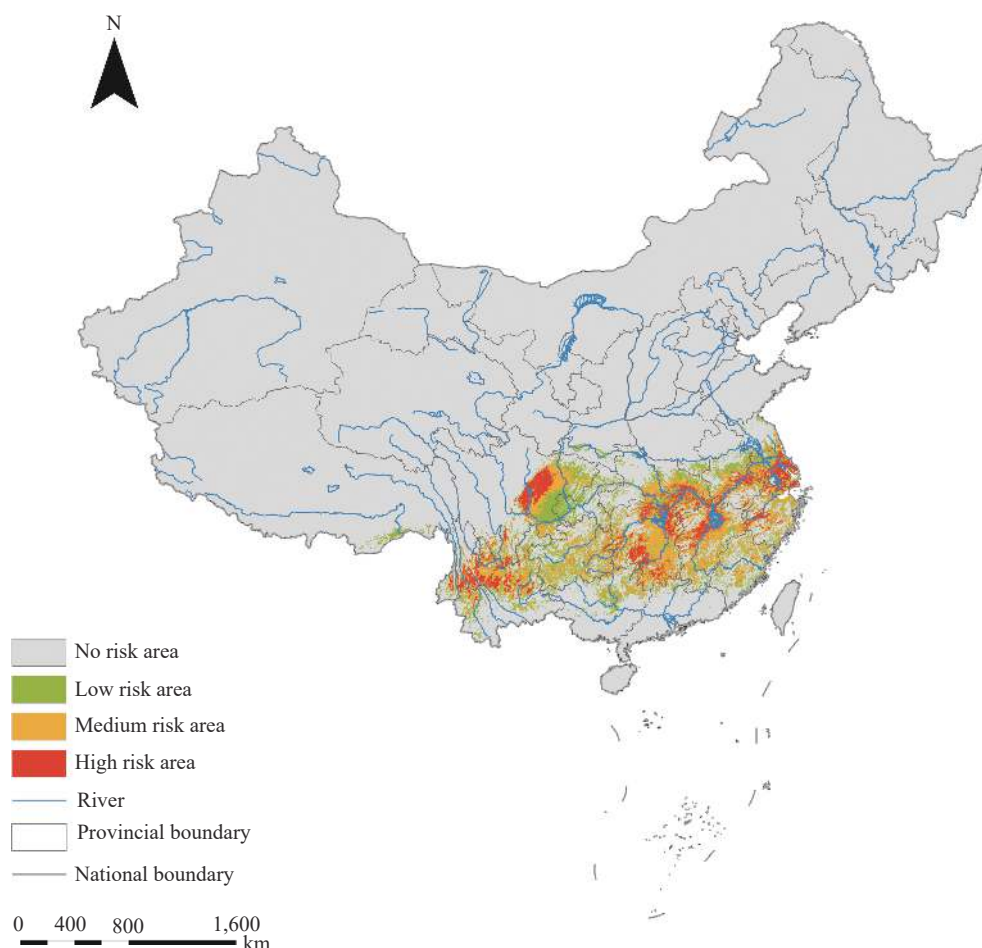 N
No risk area
Low risk area
Medium risk area
High risk area
River
Provincial boundary
National boundary
0 400 800 1,600
km